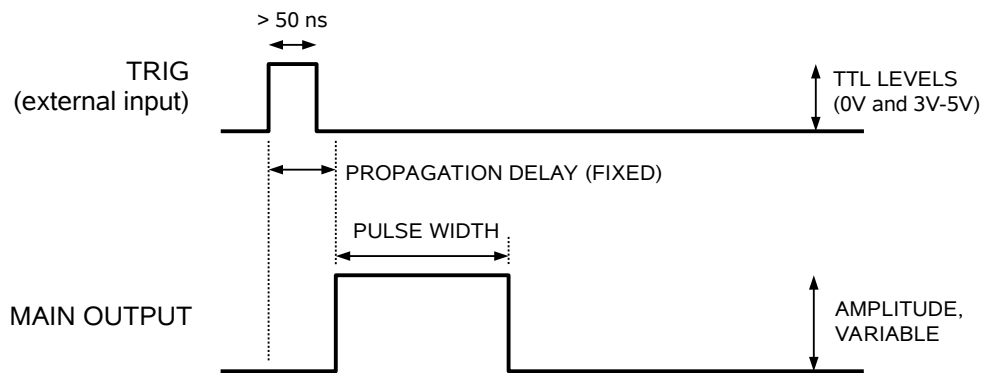 > 50 ns
TRIG
(external input)
TTL LEVELS
(0V and 3V-5V)
PROPAGATION DELAY (FIXED)
PULSE WIDTH
MAIN OUTPUT
AMPLITUDE,
VARIABLE